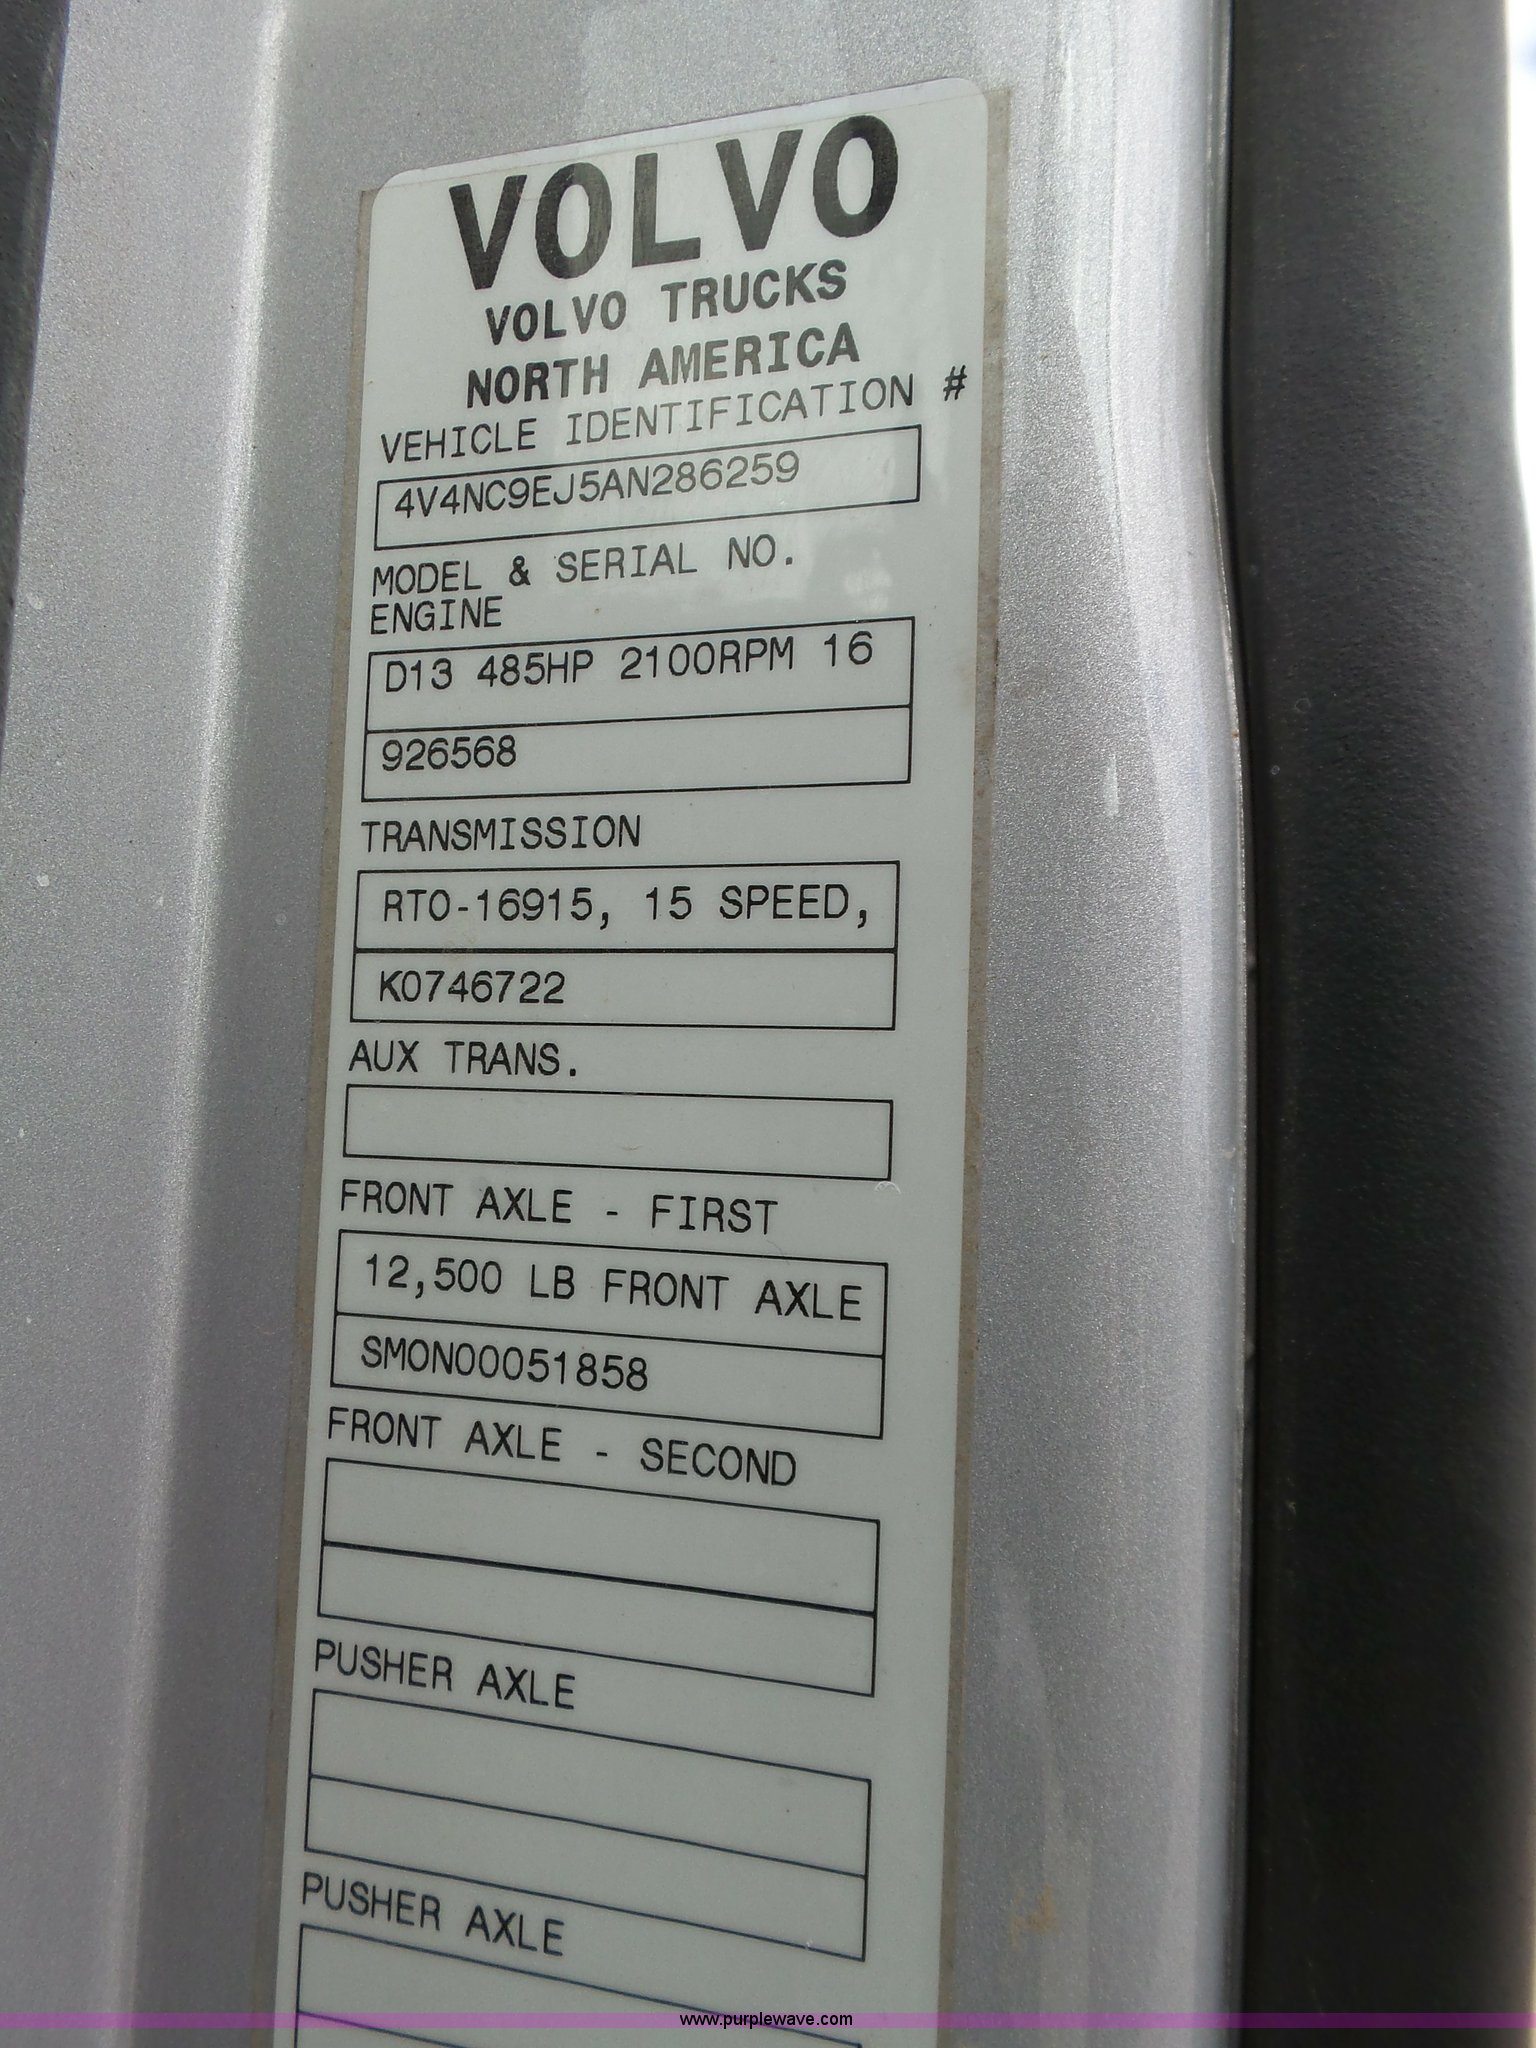 VOLVO
VOLVO TRUCKS
NORTH AMERICA
VEHICLE IDENTIFICATION #
4V4NC9EJ5AN286259
MODEL & SERIAL NO.
ENGINE
D13 485HP 2100RPM 16
926568
TRANSMISSION
RTO-16915, 15 SPEED,
K0746722
AUX TRANS.
FRONT AXLE - FIRST
12,500 LB FRONT AXLE
SMON00051858
FRONT AXLE - SECOND
PUSHER AXLE
PUSHER AXLE
www.purplewave.com